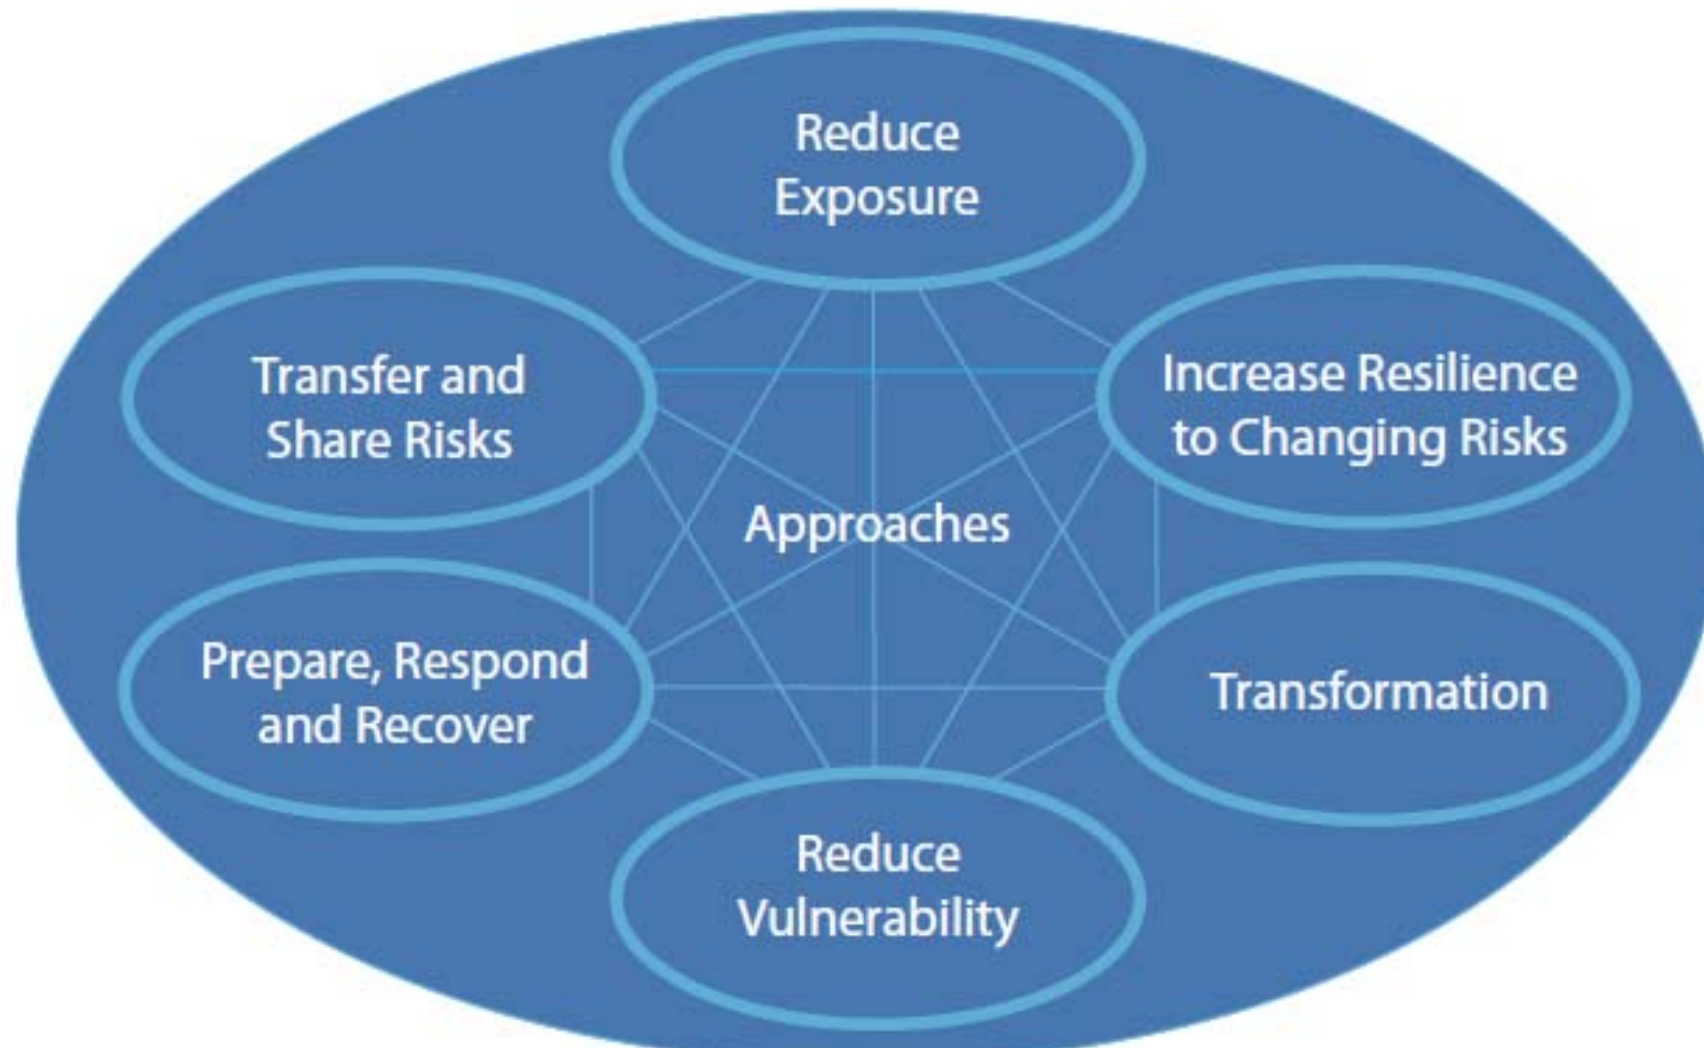 Reduce
Exposure
Transfer and
Share Risks
Increase Resilience
to Changing Risks
Approaches
Prepare, Respond
and Recover
Transformation
Reduce
Vulnerability